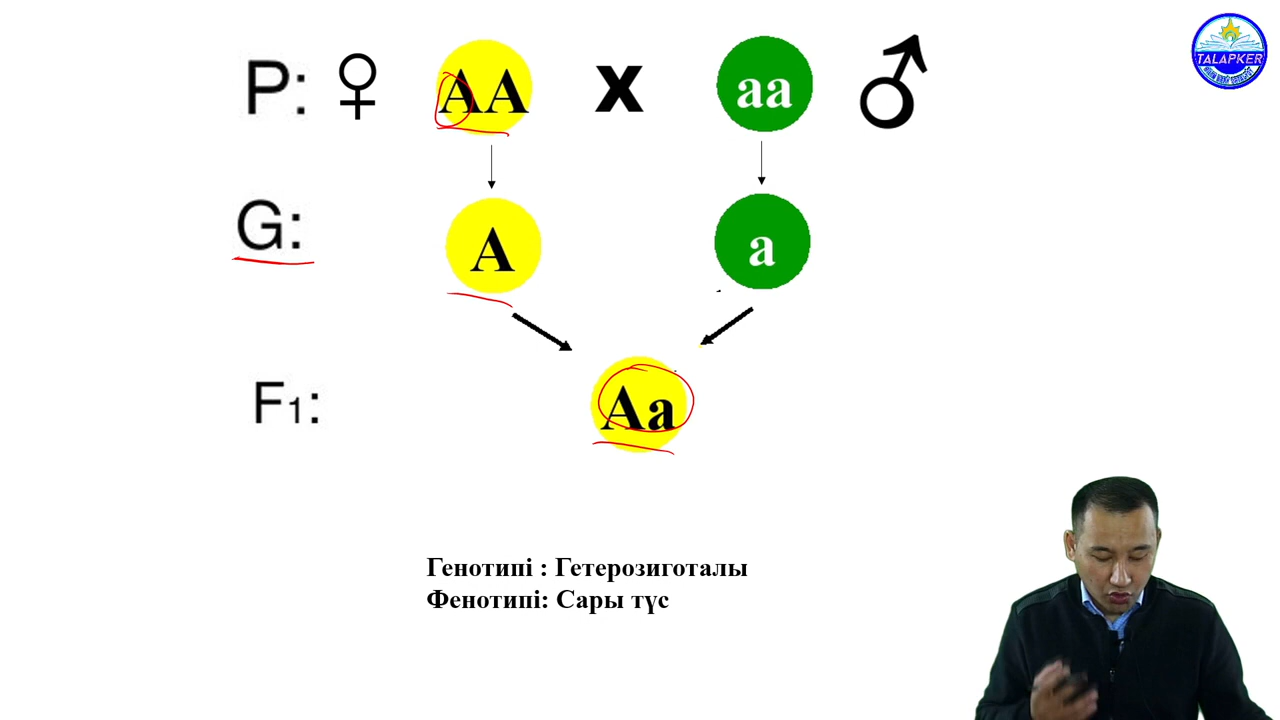 P: ♀ AA x aa ♂
G: A a
F₁: Aa
Генотипі : Гетерозиготалы
Фенотипі: Сары түс
TALAPKER